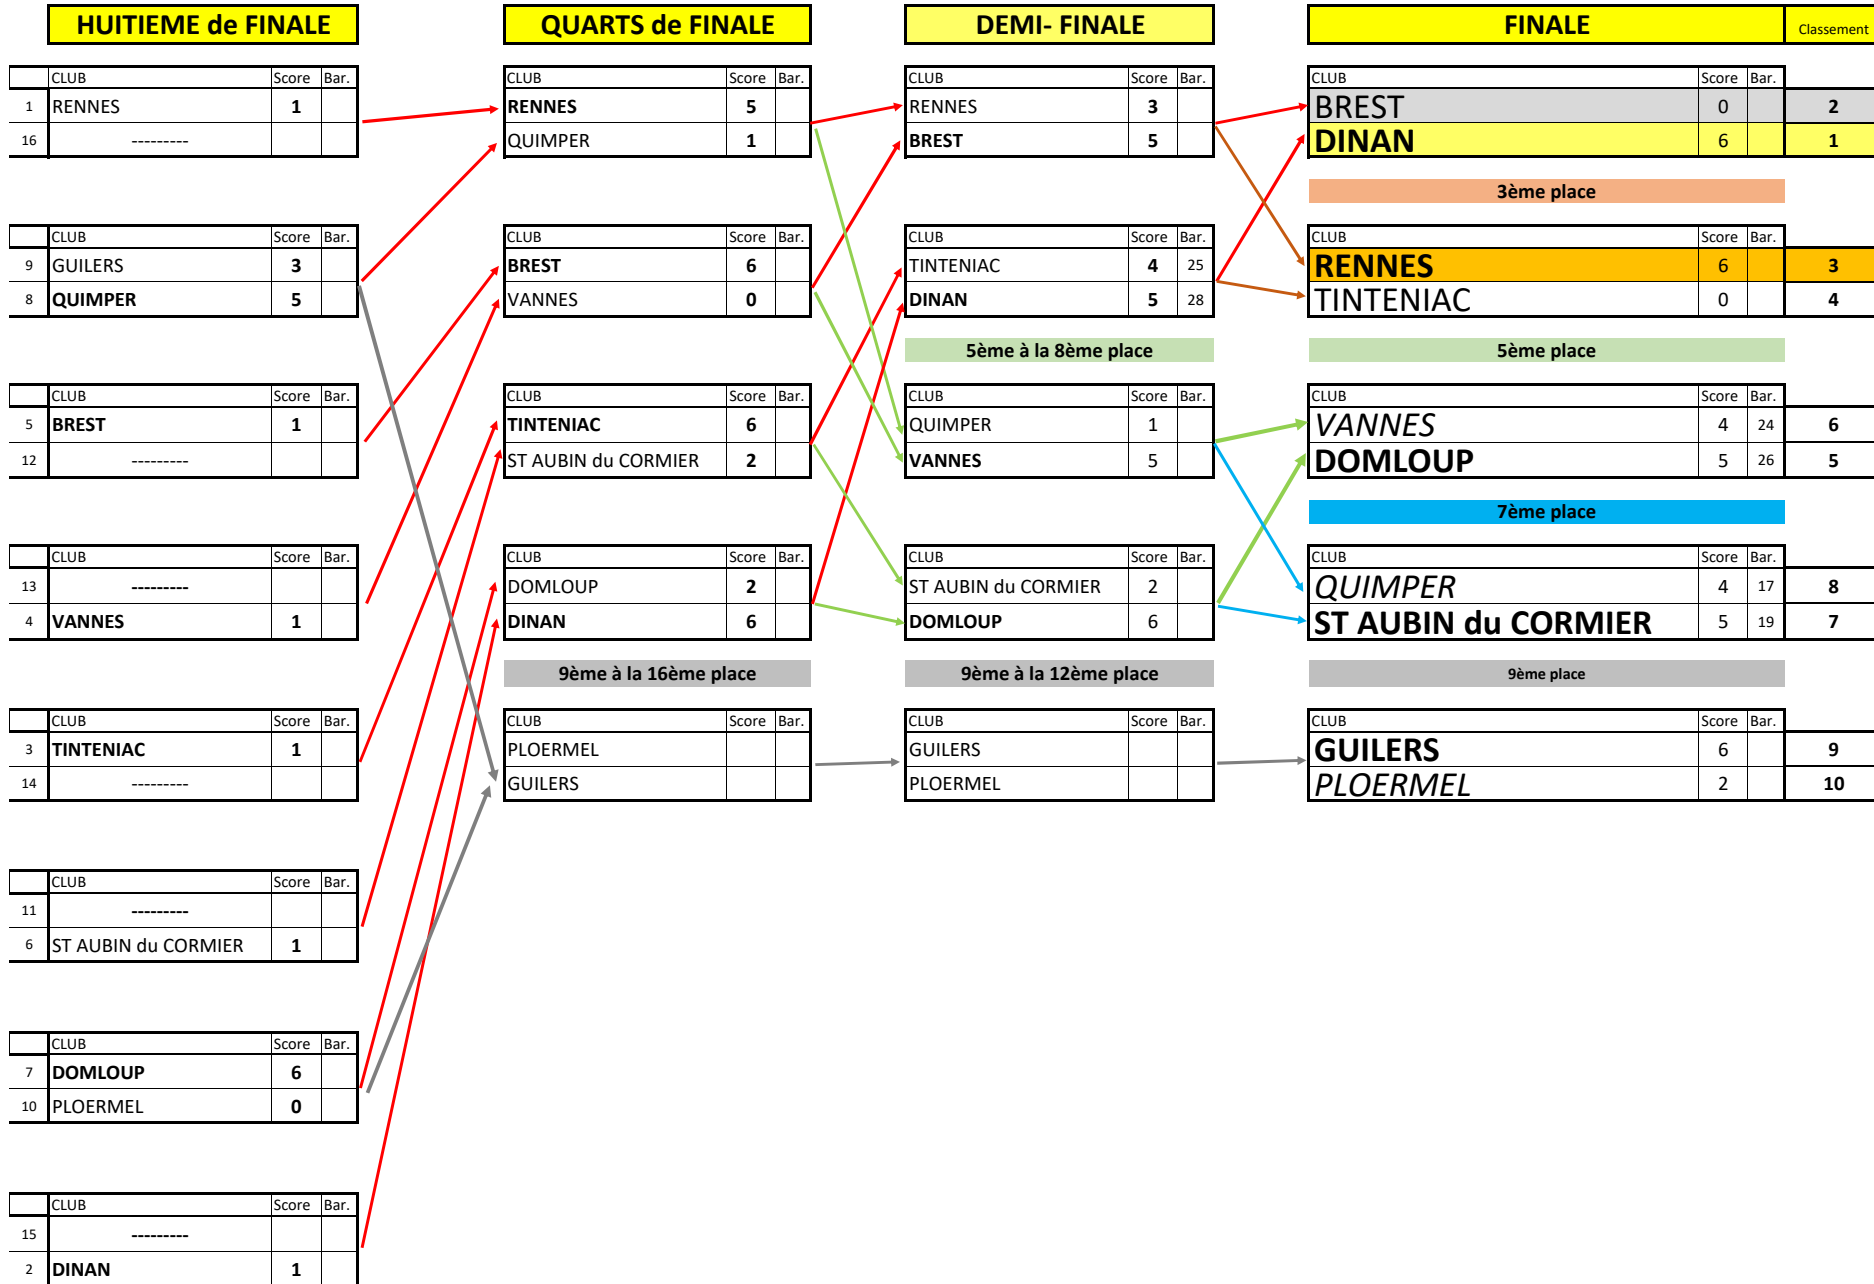 HUITIEME de FINALE
CLUB Score Bar.
1 RENNES 1
16 ---------
CLUB Score Bar.
9 GUILERS 3
8 QUIMPER 5
CLUB Score Bar.
5 BREST 1
12 ---------
CLUB Score Bar.
13 ---------
4 VANNES 1
CLUB Score Bar.
3 TINTENIAC 1
14 ---------
CLUB Score Bar.
11 ---------
6 ST AUBIN du CORMIER 1
CLUB Score Bar.
7 DOMLOUP 6
10 PLOERMEL 0
CLUB Score Bar.
15 ---------
2 DINAN 1
QUARTS de FINALE
CLUB Score Bar.
RENNES 5
QUIMPER 1
CLUB Score Bar.
BREST 6
VANNES 0
CLUB Score Bar.
TINTENIAC 6
ST AUBIN du CORMIER 2
CLUB Score Bar.
DOMLOUP 2
DINAN 6
9ème à la 16ème place
CLUB Score Bar.
PLOERMEL
GUILERS
DEMI- FINALE
CLUB Score Bar.
RENNES 3
BREST 5
CLUB Score Bar.
TINTENIAC 4 25
DINAN 5 28
5ème à la 8ème place
CLUB Score Bar.
QUIMPER 1
VANNES 5
CLUB Score Bar.
ST AUBIN du CORMIER 2
DOMLOUP 6
9ème à la 12ème place
CLUB Score Bar.
GUILERS
PLOERMEL
FINALE Classement
CLUB Score Bar.
BREST 0 2
DINAN 6 1
3ème place
CLUB Score Bar.
RENNES 6 3
TINTENIAC 0 4
5ème place
CLUB Score Bar.
VANNES 4 24 6
DOMLOUP 5 26 5
7ème place
CLUB Score Bar.
QUIMPER 4 17 8
ST AUBIN du CORMIER 5 19 7
9ème place
CLUB Score Bar.
GUILERS 6 9
PLOERMEL 2 10